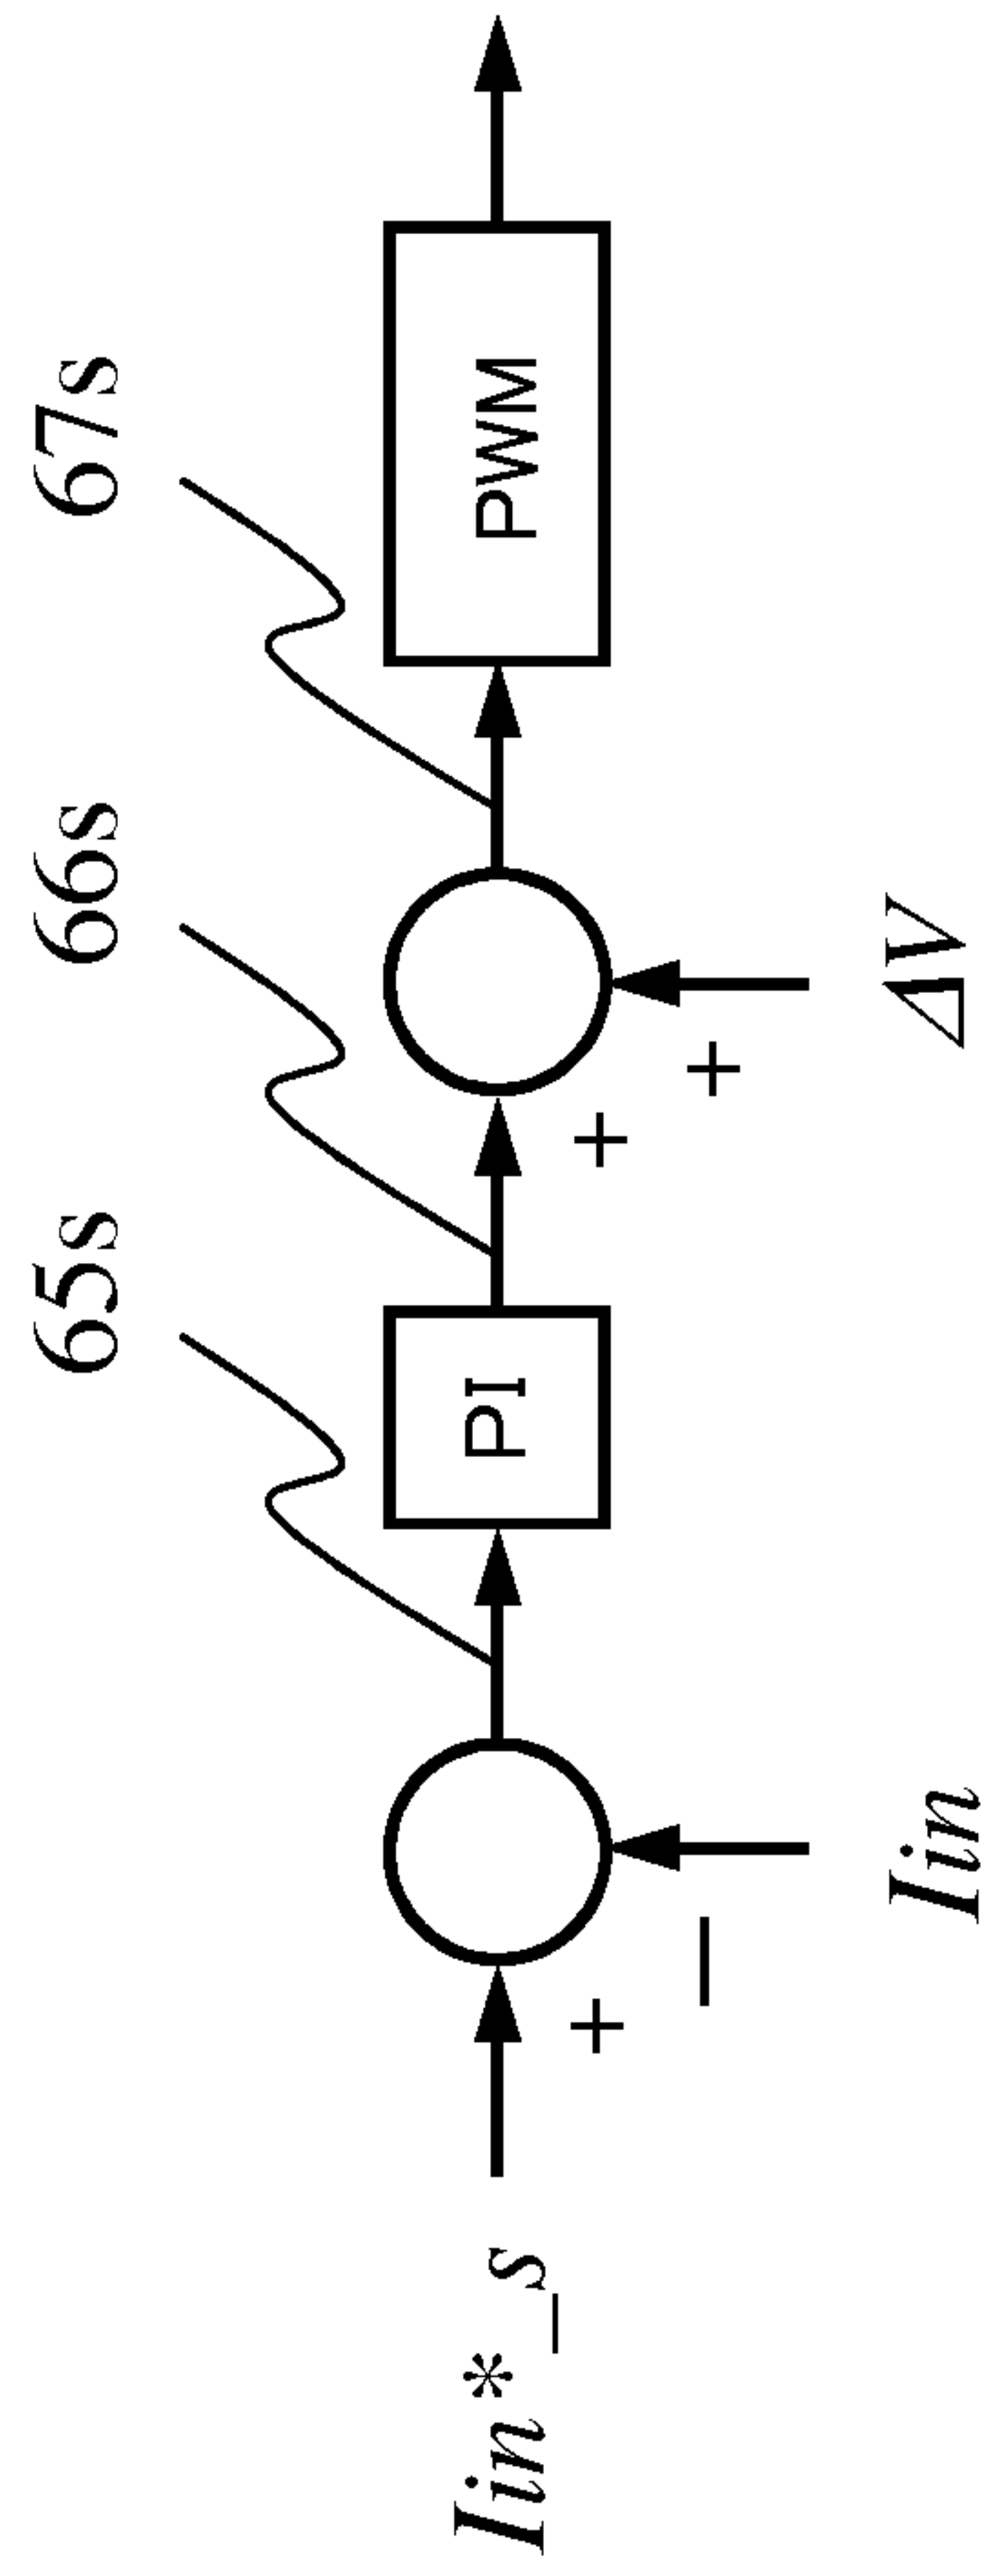 65s 66s 67s
Iin*_s PI PWM
+ + 
− +
Iin ΔV